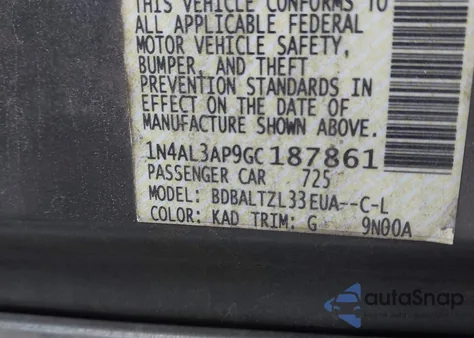 THIS VEHICLE CONFORMS TO
ALL APPLICABLE FEDERAL
MOTOR VEHICLE SAFETY,
BUMPER, AND THEFT
PREVENTION STANDARDS IN
EFFECT ON THE DATE OF
MANUFACTURE SHOWN ABOVE.
1N4AL3AP9GC187861
PASSENGER CAR 725
MODEL: BDBALTZL33EUA--C-L
COLOR: KAD TRIM: G 9N00A
autoSnap